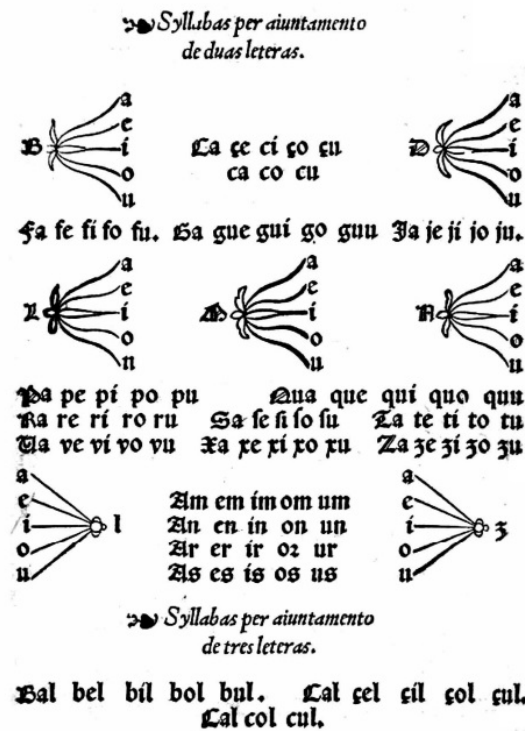 Syllabas per aiuntamento
de duas leteras.
B a e i o u
Ca çe ci ço çu
ca co cu
D a e i o u
Fa fe fi fo fu. Ga gue gui go guu Ja je ji jo ju.
L a e i o n
M a e i o u
N a e i o u
Pa pe pi po pu Qua que qui quo quu
Ra re ri ro ru Sa ſe ſi ſo ſu Ta te ti to tu
Ua ve vi vo vu Xa xe xi xo xu Za ze zi zo zu
a e i o u l
Am em im om um
An en in on un
Ar er ir or ur
As es is os us
a e i o u z
Syllabas per aiuntamento
de tres leteras.
Bal bel bil bol bul. Cal çel çil çol çul.
Cal col cul.